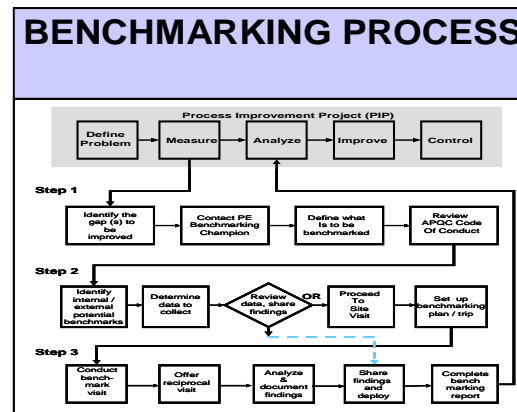 BENCHMARKING PROCESS
Process Improvement Project (PIP)
Define
Problem
Measure
Analyze
Improve
Control
Step 1
Identify the
gap (s) to
be
improved
Contact PE
Benchmarking
Champion
Define what
Is to be
benchmarked
Review
APQC Code
Of Conduct
Step 2
Identify
internal /
external
potential
benchmarks
Determine
data to
collect
Review
data, share
findings
OR
Proceed
To
Site
Visit
Set up
benchmarking
plan / trip
Step 3
Conduct
bench-
mark
visit
Offer
reciprocal
visit
Analyze
&
document
findings
Share
findings
and
deploy
Complete
bench
marking
report